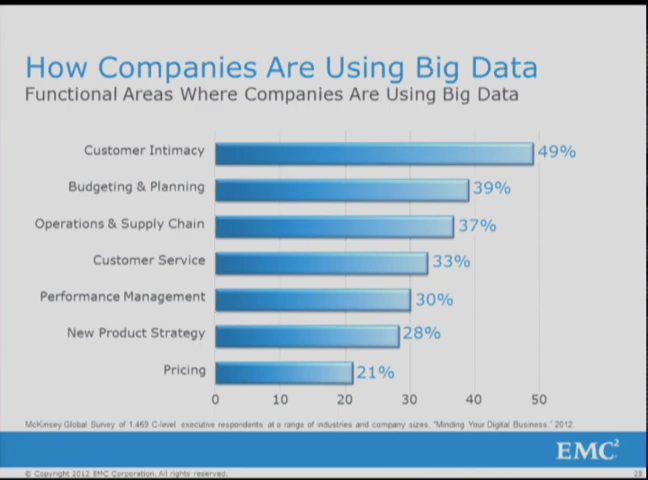 How Companies Are Using Big Data
Functional Areas Where Companies Are Using Big Data
Customer Intimacy 49%
Budgeting & Planning 39%
Operations & Supply Chain 37%
Customer Service 33%
Performance Management 30%
New Product Strategy 28%
Pricing 21%
0 10 20 30 40 50
McKinsey Global Survey of 1,469 C-level executive respondents at a range of industries and company sizes. "Minding Your Digital Business," 2012
EMC²
© Copyright 2012 EMC Corporation. All rights reserved. 28